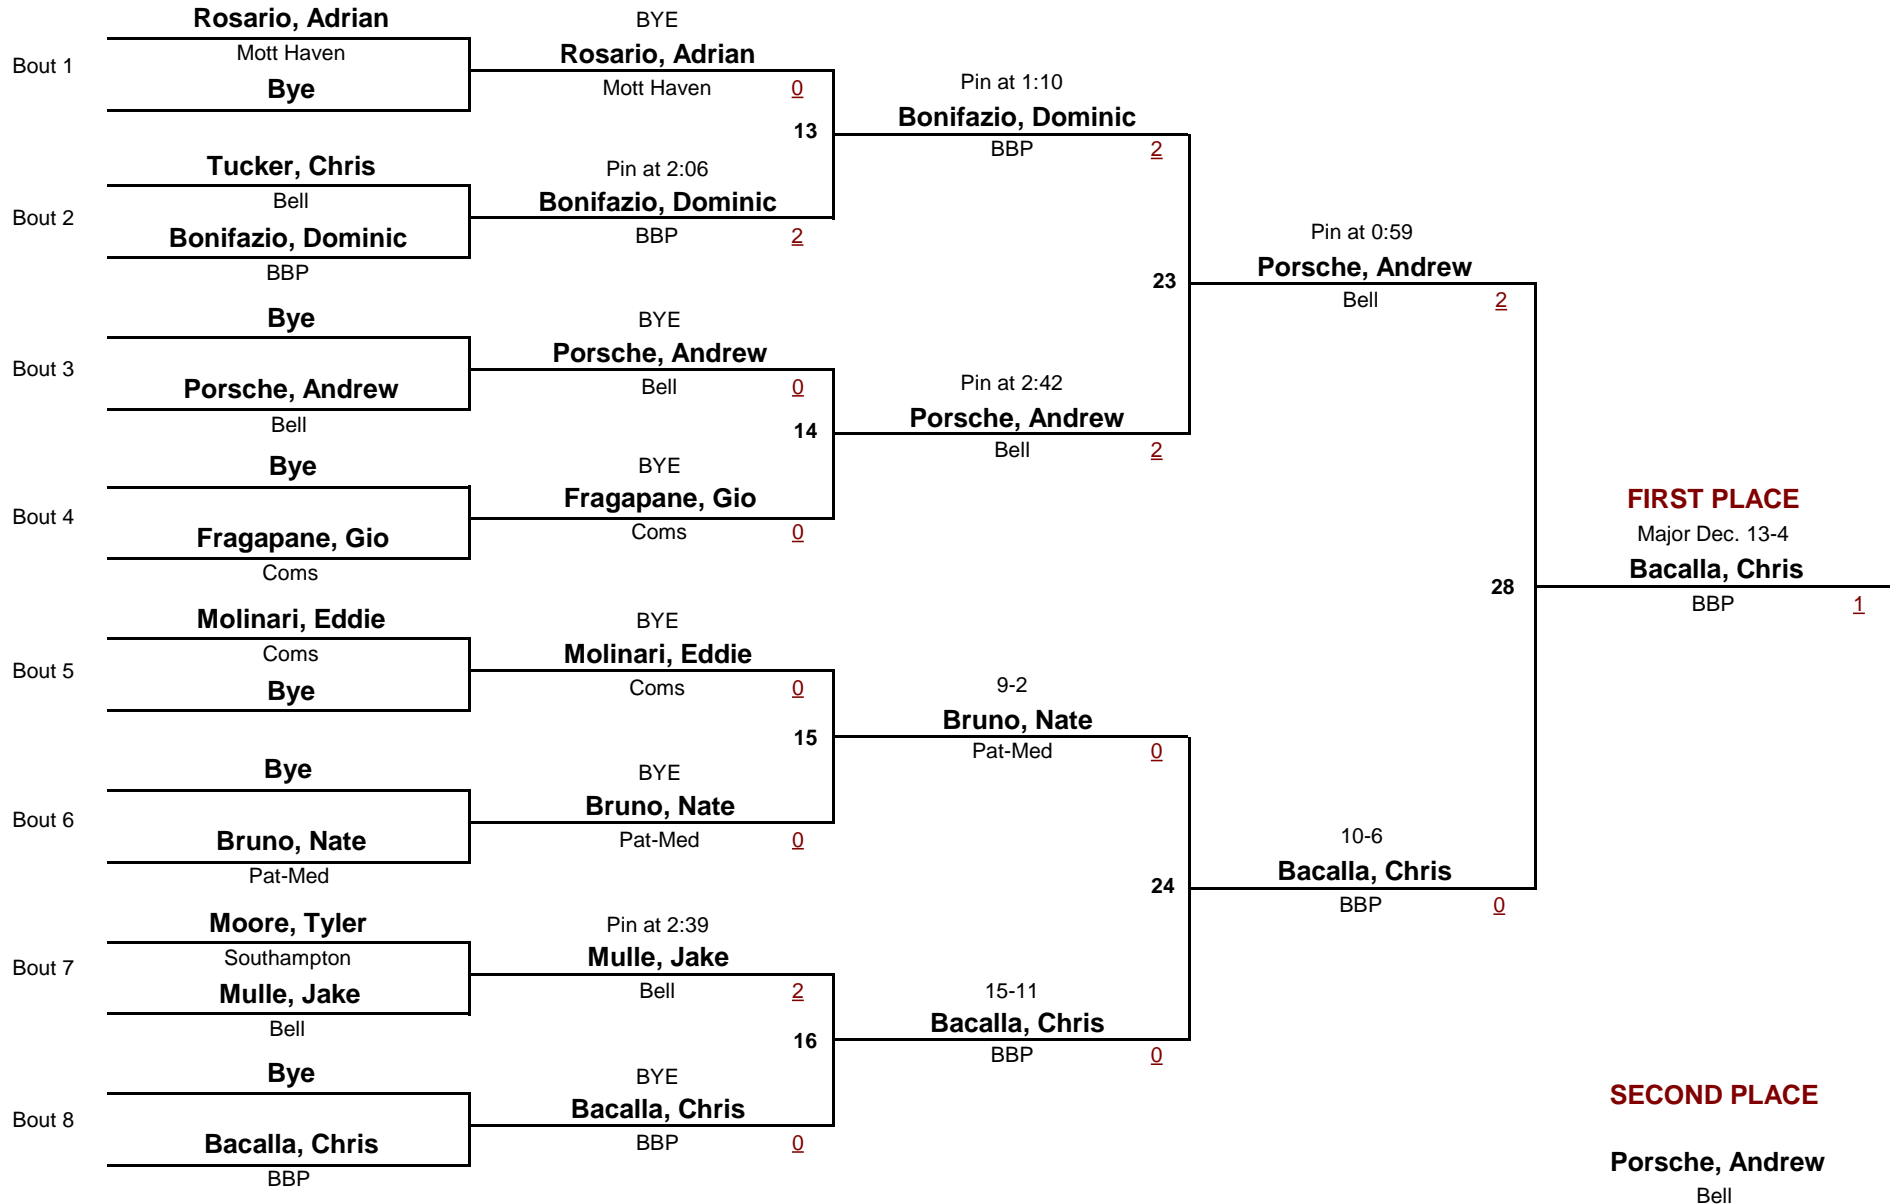 Rosario, Adrian
Bout 1
Mott Haven
Bye
Tucker, Chris
Bout 2
Bell
Bonifazio, Dominic
BBP
Bye
Bout 3
Porsche, Andrew
Bell
Bye
Bout 4
Fragapane, Gio
Coms
Molinari, Eddie
Bout 5
Coms
Bye
Bye
Bout 6
Bruno, Nate
Pat-Med
Moore, Tyler
Bout 7
Southampton
Mulle, Jake
Bell
Bye
Bout 8
Bacalla, Chris
BBP
BYE
Rosario, Adrian
Mott Haven 0
13
Pin at 2:06
Bonifazio, Dominic
BBP 2
BYE
Porsche, Andrew
Bell 0
14
BYE
Fragapane, Gio
Coms 0
BYE
Molinari, Eddie
Coms 0
15
BYE
Bruno, Nate
Pat-Med 0
Pin at 2:39
Mulle, Jake
Bell 2
16
BYE
Bacalla, Chris
BBP 0
Pin at 1:10
Bonifazio, Dominic
BBP 2
23
Pin at 2:42
Porsche, Andrew
Bell 2
9-2
Bruno, Nate
Pat-Med 0
24
15-11
Bacalla, Chris
BBP 0
Pin at 0:59
Porsche, Andrew
Bell 2
28
10-6
Bacalla, Chris
BBP 0
FIRST PLACE
Major Dec. 13-4
Bacalla, Chris
BBP 1
SECOND PLACE
Porsche, Andrew
Bell